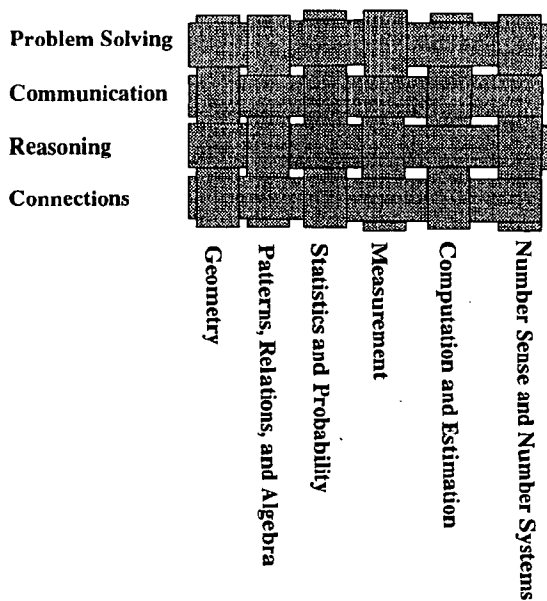 Problem Solving
Communication
Reasoning
Connections
Geometry
Patterns, Relations, and Algebra
Statistics and Probability
Measurement
Computation and Estimation
Number Sense and Number Systems